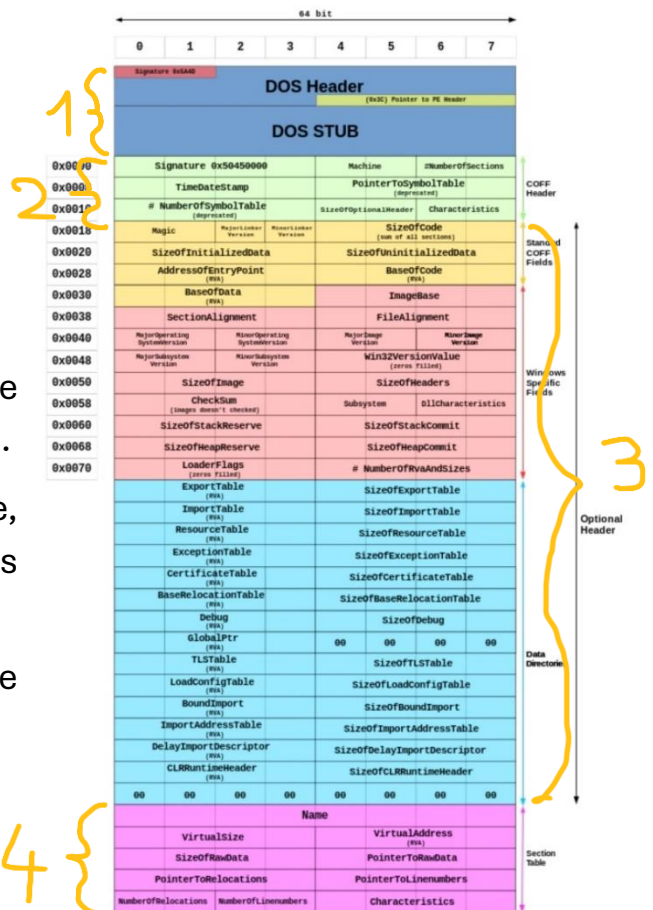 64 bit
0 1 2 3 4 5 6 7
Signature 0x5A4D
DOS Header
(0x3C) Pointer to PE Header
1
DOS STUB
0x0000 Signature 0x50450000 Machine #NumberOfSections
2
TimeDateStamp PointerToSymbolTable
(deprecated)
COFF
Header
0x0010 # NumberOfSymbolTable
(deprecated)
SizeOfOptionalHeader Characteristics
0x0018 Magic MajorLinker
Version
MinorLinker
Version
SizeOfCode
(sum of all sections)
COFF
Fields
0x0020 SizeOfInitializedData SizeOfUninitializedData
0x0028 AddressOfEntryPoint
(RVA)
BaseOfCode
(RVA)
0x0030 BaseOfData
(RVA)
ImageBase
0x0038 SectionAlignment FileAlignment
0x0040 MajorOperating
SystemVersion
MinorOperating
SystemVersion
MajorImage
Version
MinorImage
Version
0x0048 MajorSubsystem
Version
MinorSubsystem
Version
Win32VersionValue
(zeros filled)
Windows
Specific
Fields
e
0x0050 SizeOfImage SizeOfHeaders
0x0058 CheckSum
(images doesn't checked)
Subsystem DllCharacteristics
.
0x0060 SizeOfStackReserve SizeOfStackCommit
0x0068 SizeOfHeapReserve SizeOfHeapCommit
0x0070 LoaderFlags
(zeros filled)
# NumberOfRvaAndSizes
3
e,
ExportTable
(RVA)
SizeOfExportTable
ImportTable
(RVA)
SizeOfImportTable
Optional
Header
s
ResourceTable
(RVA)
SizeOfResourceTable
ExceptionTable
(RVA)
SizeOfExceptionTable
CertificateTable
(RVA)
SizeOfCertificateTable
BaseRelocationTable
(RVA)
SizeOfBaseRelocationTable
Debug
(RVA)
SizeOfDebug
GlobalPtr
(RVA)
00 00 00 00
Data
Directories
e
TLSTable
(RVA)
SizeOfTLSTable
LoadConfigTable
(RVA)
SizeOfLoadConfigTable
BoundImport
(RVA)
SizeOfBoundImport
ImportAddressTable
(RVA)
SizeOfImportAddressTable
DelayImportDescriptor
(RVA)
SizeOfDelayImportDescriptor
CLRRuntimeHeader
(RVA)
SizeOfCLRRuntimeHeader
00 00 00 00 00 00 00 00
Name
4
VirtualSize VirtualAddress
(RVA)
SizeOfRawData PointerToRawData
Section
Table
PointerToRelocations PointerToLinenumbers
NumberOfRelocations NumberOfLinenumbers Characteristics